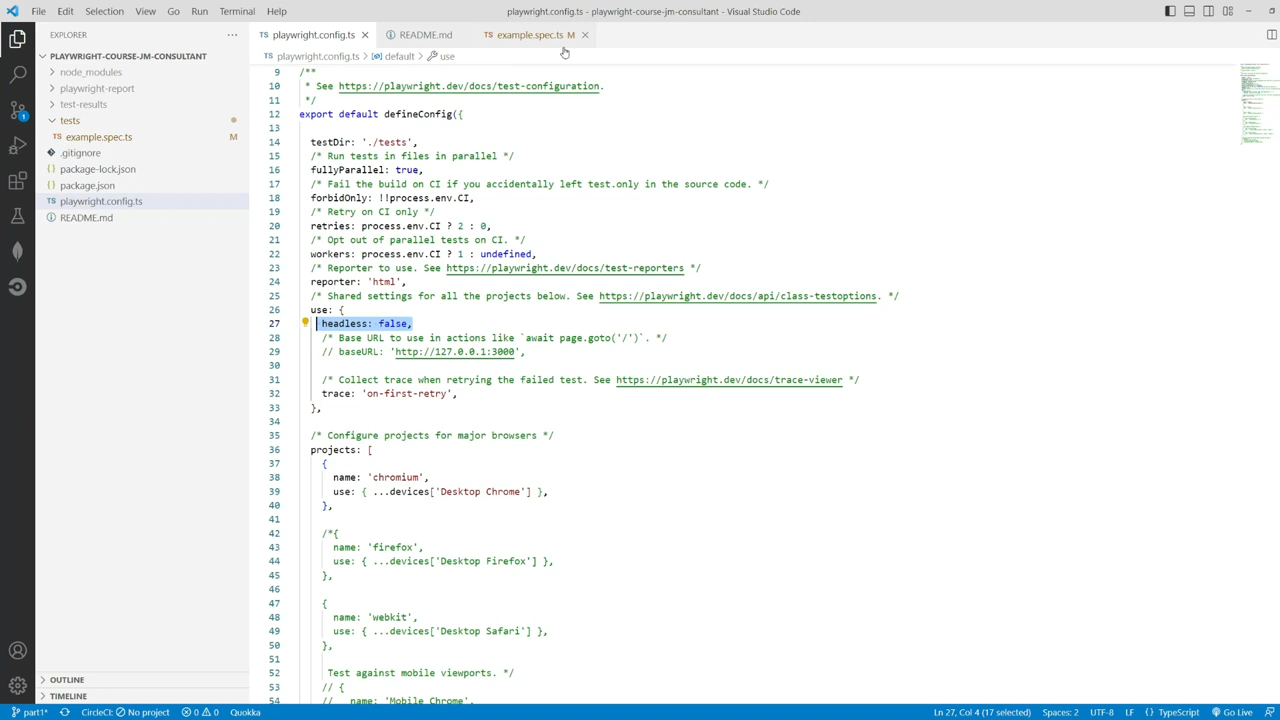 File Edit Selection View Go Run Terminal Help
playwright.config.ts - playwright-course-jm-consultant - Visual Studio Code
EXPLORER
PLAYWRIGHT-COURSE-JM-CONSULTANT
node_modules
playwright-report
test-results
tests
example.spec.ts M
.gitignore
package-lock.json
package.json
playwright.config.ts
README.md
OUTLINE
TIMELINE
1
TS playwright.config.ts
README.md
TS example.spec.ts M
TS playwright.config.ts > default > use
9 /**
10 * See https://playwright.dev/docs/test-configuration.
11 */
12 export default defineConfig({
13
14 testDir: './tests',
15 /* Run tests in files in parallel */
16 fullyParallel: true,
17 /* Fail the build on CI if you accidentally left test.only in the source code. */
18 forbidOnly: !!process.env.CI,
19 /* Retry on CI only */
20 retries: process.env.CI ? 2 : 0,
21 /* Opt out of parallel tests on CI. */
22 workers: process.env.CI ? 1 : undefined,
23 /* Reporter to use. See https://playwright.dev/docs/test-reporters */
24 reporter: 'html',
25 /* Shared settings for all the projects below. See https://playwright.dev/docs/api/class-testoptions. */
26 use: {
27 headless: false,
28 /* Base URL to use in actions like `await page.goto('/')`. */
29 // baseURL: 'http://127.0.0.1:3000',
30
31 /* Collect trace when retrying the failed test. See https://playwright.dev/docs/trace-viewer */
32 trace: 'on-first-retry',
33 },
34
35 /* Configure projects for major browsers */
36 projects: [
37 {
38 name: 'chromium',
39 use: { ...devices['Desktop Chrome'] },
40 },
41
42 /*{
43 name: 'firefox',
44 use: { ...devices['Desktop Firefox'] },
45 },
46
47 {
48 name: 'webkit',
49 use: { ...devices['Desktop Safari'] },
50 },
51
52 Test against mobile viewports. */
53 // {
54 // name: 'Mobile Chrome',
part1* CircleCI: No project 0 0 Quokka
Ln 27, Col 4 (17 selected) Spaces: 2 UTF-8 LF {} TypeScript Go Live